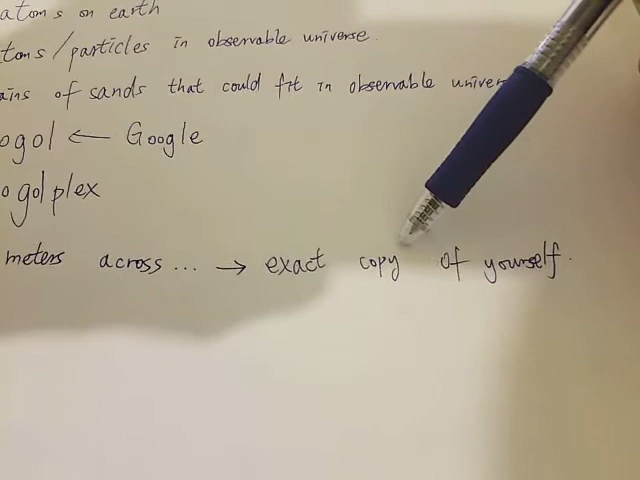 atoms on earth
toms/particles in observable universe.
ains of sands that could fit in observable univer
ogol ← Google
ogolplex
meters across... → exact copy of yourself.